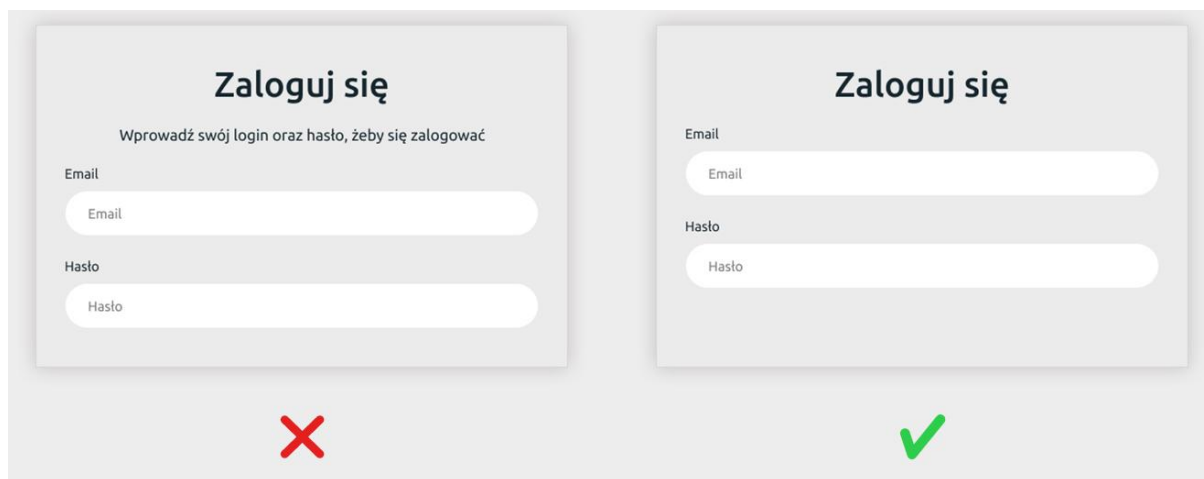 Zaloguj się
Wprowadź swój login oraz hasło, żeby się zalogować
Email
Email
Hasło
Hasło
Zaloguj się
Email
Email
Hasło
Hasło